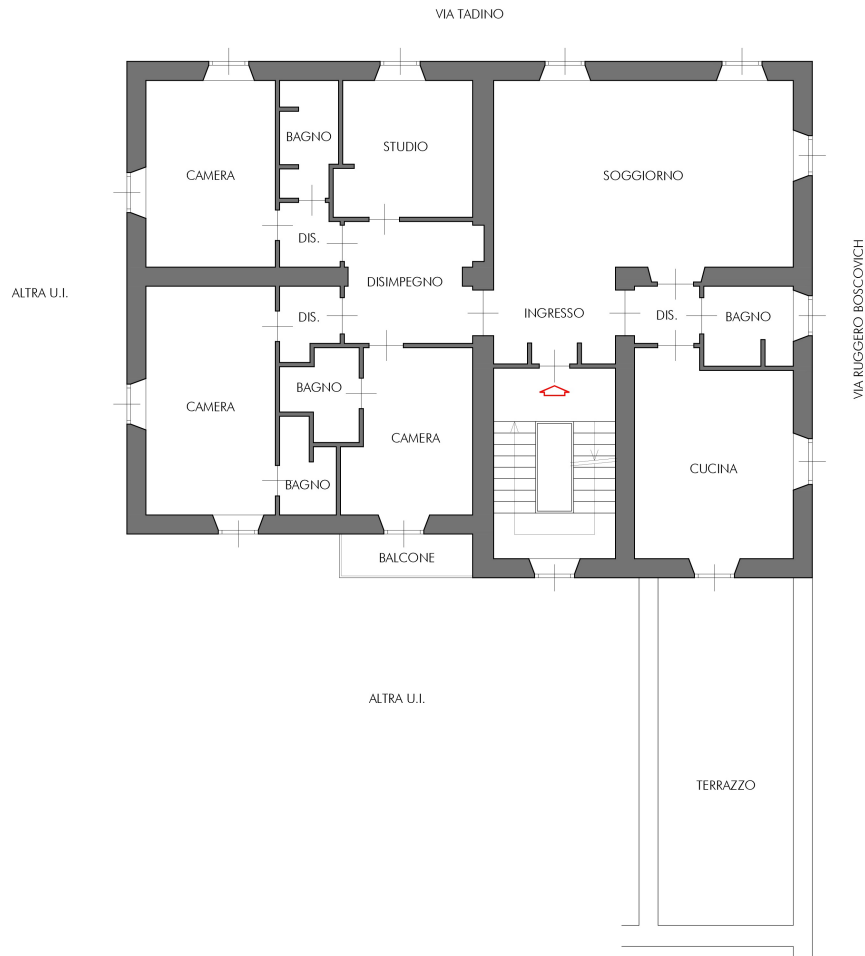 VIA TADINO
BAGNO
STUDIO
CAMERA
SOGGIORNO
DIS.
DISIMPEGNO
ALTRA U.I.
VIA RUGGERO BOSCOVICH
DIS.
INGRESSO
DIS.
BAGNO
BAGNO
CAMERA
CAMERA
CUCINA
BAGNO
BALCONE
ALTRA U.I.
TERRAZZO